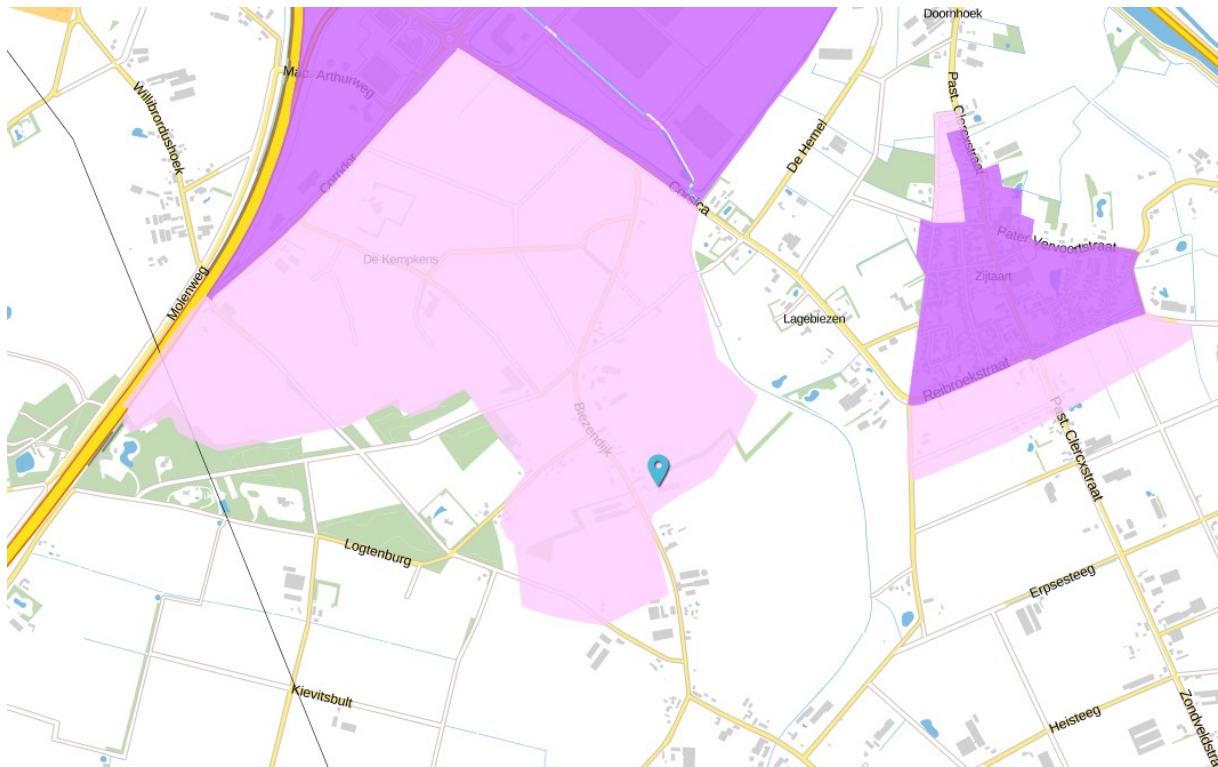 Doornhoek
Mac. Arthurweg
Willibrordushoek
Past. Clercxstraat
De Hemel
Corridor
Corsica
Pater Vervoortstraat
De Kempkens
Zijtaart
Molenweg
Lagebiezen
Reibroekstraat
Biezendijk
Past. Clercxstraat
Logtenburg
Erpsesteeg
Kievitsbult
Heisteeg
Zondveldstra